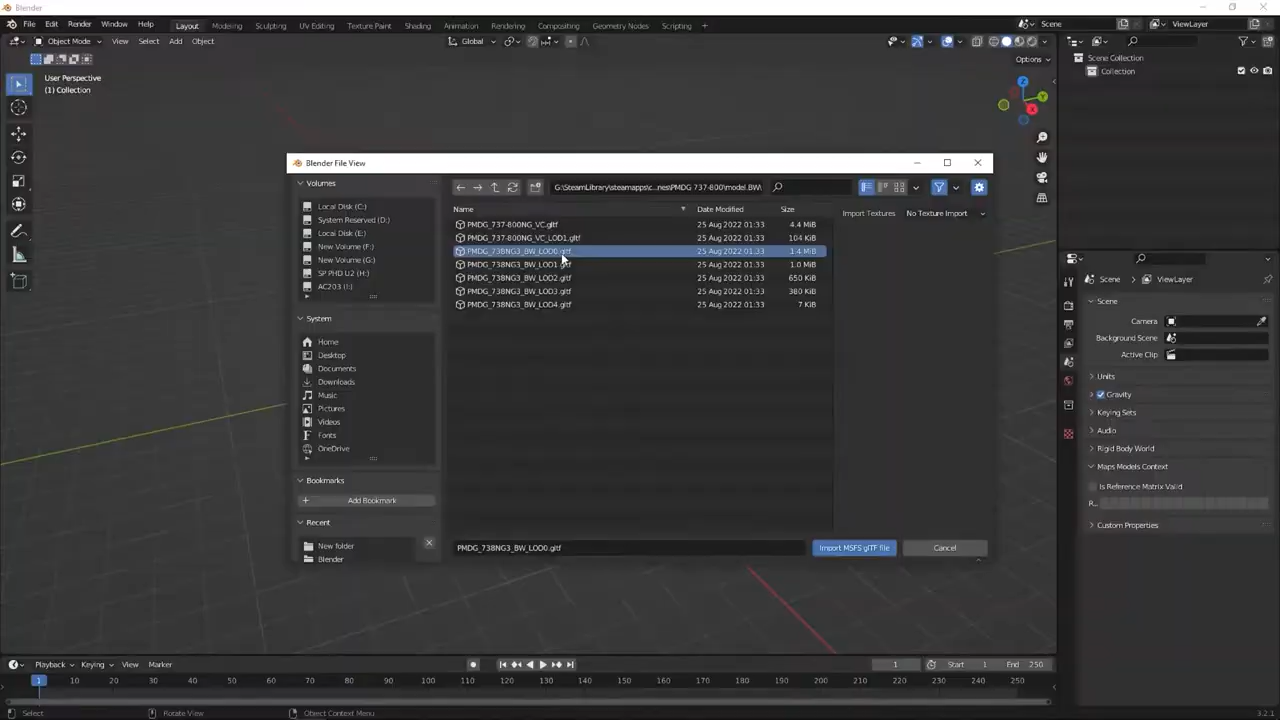 Blender
File Edit Render Window Help Layout Modeling Sculpting UV Editing Texture Paint Shading Animation Rendering Compositing Geometry Nodes Scripting + Scene ViewLayer
Object Mode View Select Add Object Global
Options
User Perspective
(1) Collection
Scene Collection
Collection
Z
Y
X
Blender File View
Volumes
Local Disk (C:)
System Reserved (D:)
Local Disk (E:)
New Volume (F:)
New Volume (G:)
SP PHD U2 (H:)
AC203 (I:)
System
Home
Desktop
Documents
Downloads
Music
Pictures
Videos
Fonts
OneDrive
Bookmarks
+ Add Bookmark
Recent
New folder
Blender
G:\SteamLibrary\steamapps\c...nes\PMDG 737-800\model.BW\
Name Date Modified Size
PMDG_737-800NG_VC.gltf 25 Aug 2022 01:33 4.4 MiB
PMDG_737-800NG_VC_LOD1.gltf 25 Aug 2022 01:33 104 KiB
PMDG_738NG3_BW_LOD0.gltf 25 Aug 2022 01:33 1.4 MiB
PMDG_738NG3_BW_LOD1.gltf 25 Aug 2022 01:33 1.0 MiB
PMDG_738NG3_BW_LOD2.gltf 25 Aug 2022 01:33 650 KiB
PMDG_738NG3_BW_LOD3.gltf 25 Aug 2022 01:33 380 KiB
PMDG_738NG3_BW_LOD4.gltf 25 Aug 2022 01:33 7 KiB
Import Textures No Texture Import
PMDG_738NG3_BW_LOD0.gltf Import MSFS glTF file Cancel
Scene ViewLayer
Scene
Camera
Background Scene
Active Clip
Units
Gravity
Keying Sets
Audio
Rigid Body World
Maps Models Context
Is Reference Matrix Valid
R...
Custom Properties
Playback Keying View Marker 1 Start 1 End 250
1 10 20 30 40 50 60 70 80 90 100 110 120 130 140 150 160 170 180 190 200 210 220 230 240 250
Select Rotate View Object Context Menu 3.2.1